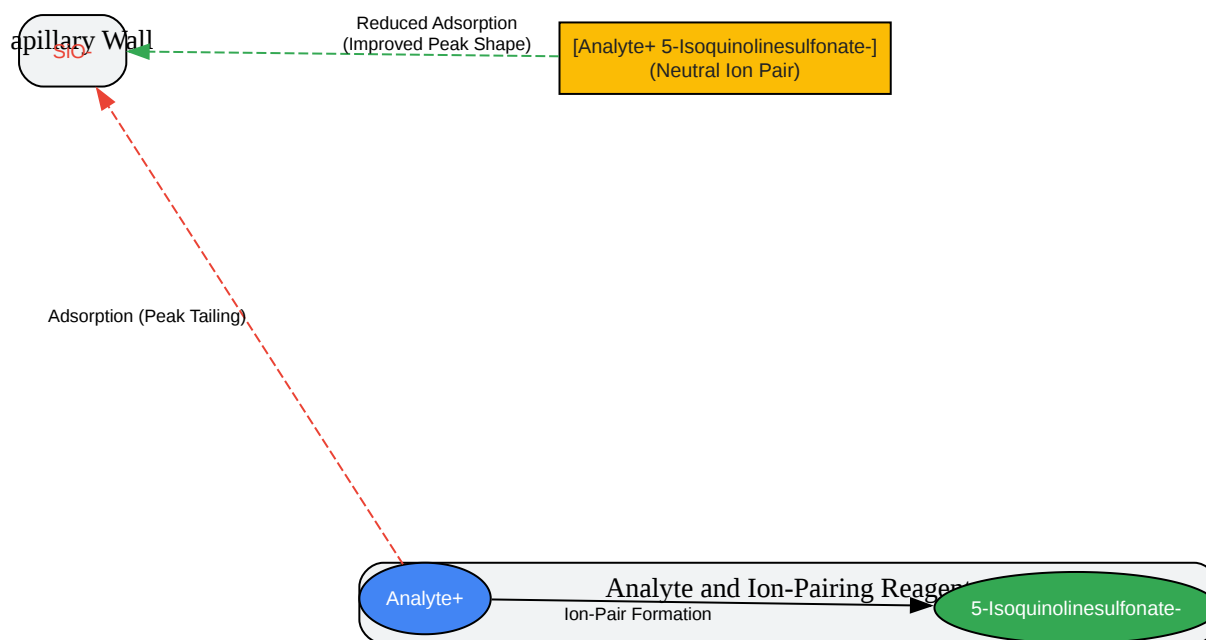 apillary Wall
SiO-
Reduced Adsorption
(Improved Peak Shape)
[Analyte+ 5-Isoquinolinesulfonate-]
(Neutral Ion Pair)
Adsorption (Peak Tailing)
Analyte and Ion-Pairing Reagent
Analyte+
Ion-Pair Formation
5-Isoquinolinesulfonate-